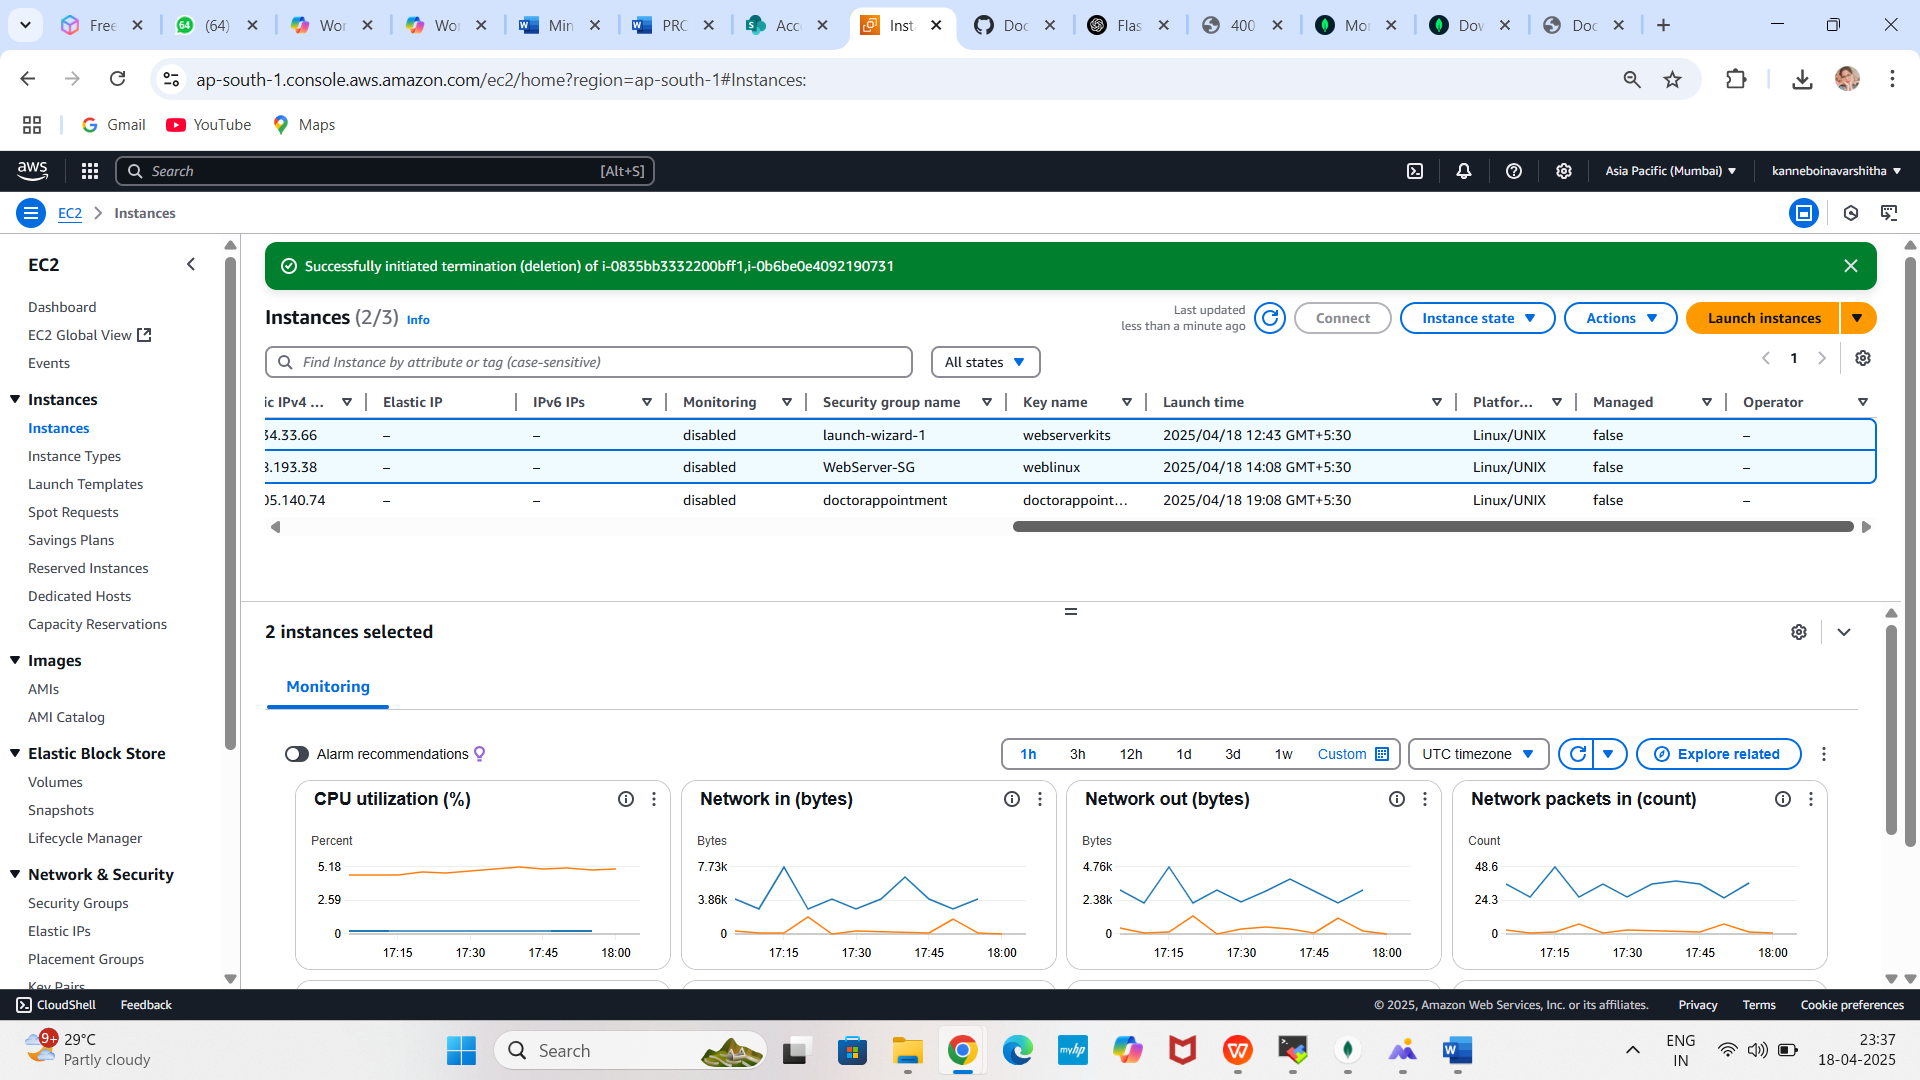 Free
(64)
Wor
Wor
Min
PRO
Acc
Inst
Doc
Flas
400
Mor
Dow
Doc
ap-south-1.console.aws.amazon.com/ec2/home?region=ap-south-1#Instances:
Gmail
YouTube
Maps
aws
Search
[Alt+S]
Asia Pacific (Mumbai)
kanneboinavarshitha
EC2
Instances
EC2
Dashboard
EC2 Global View
Events
Instances
Instances
Instance Types
Launch Templates
Spot Requests
Savings Plans
Reserved Instances
Dedicated Hosts
Capacity Reservations
Images
AMIs
AMI Catalog
Elastic Block Store
Volumes
Snapshots
Lifecycle Manager
Network & Security
Security Groups
Elastic IPs
Placement Groups
Key Pairs
Successfully initiated termination (deletion) of i-0835bb3332200bff1,i-0b6be0e4092190731
Instances (2/3) Info
Last updated
less than a minute ago
Connect
Instance state
Actions
Launch instances
Find Instance by attribute or tag (case-sensitive)
All states
1
ic IPv4 ... Elastic IP IPv6 IPs Monitoring Security group name Key name Launch time Platfor... Managed Operator
34.33.66 – – disabled launch-wizard-1 webserverkits 2025/04/18 12:43 GMT+5:30 Linux/UNIX false –
3.193.38 – – disabled WebServer-SG weblinux 2025/04/18 14:08 GMT+5:30 Linux/UNIX false –
05.140.74 – – disabled doctorappointment doctorappoint... 2025/04/18 19:08 GMT+5:30 Linux/UNIX false –
2 instances selected
Monitoring
Alarm recommendations
1h 3h 12h 1d 3d 1w Custom
UTC timezone
Explore related
CPU utilization (%)
Percent
5.18
2.59
0
17:15 17:30 17:45 18:00
Network in (bytes)
Bytes
7.73k
3.86k
0
17:15 17:30 17:45 18:00
Network out (bytes)
Bytes
4.76k
2.38k
0
17:15 17:30 17:45 18:00
Network packets in (count)
Count
48.6
24.3
0
17:15 17:30 17:45 18:00
CloudShell
Feedback
© 2025, Amazon Web Services, Inc. or its affiliates.
Privacy
Terms
Cookie preferences
9+
29°C
Partly cloudy
Search
myhp
ENG
IN
23:37
18-04-2025